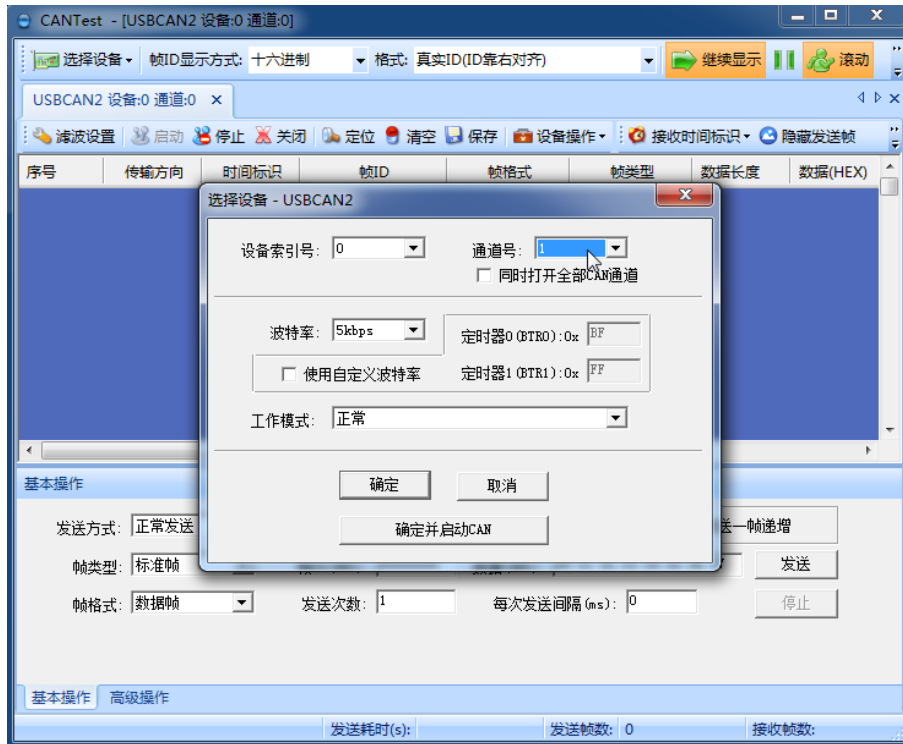 CANTest - [USBCAN2 设备:0 通道:0]
选择设备 帧ID显示方式: 十六进制 格式: 真实ID(ID靠右对齐) 继续显示 滚动
USBCAN2 设备:0 通道:0
滤波设置 启动 停止 关闭 定位 清空 保存 设备操作 接收时间标识 隐藏发送帧
序号 传输方向 时间标识 帧ID 帧格式 帧类型 数据长度 数据(HEX)
选择设备 - USBCAN2
设备索引号: 0 通道号: 1
同时打开全部CAN通道
波特率: 5kbps 定时器0(BTR0):0x BF
使用自定义波特率 定时器1(BTR1):0x FF
工作模式: 正常
确定 取消
确定并启动CAN
基本操作
发送方式: 正常发送 一帧递增
帧类型: 标准帧 发送
帧格式: 数据帧 发送次数: 1 每次发送间隔(ms): 0 停止
基本操作 高级操作
发送耗时(s): 发送帧数: 0 接收帧数: